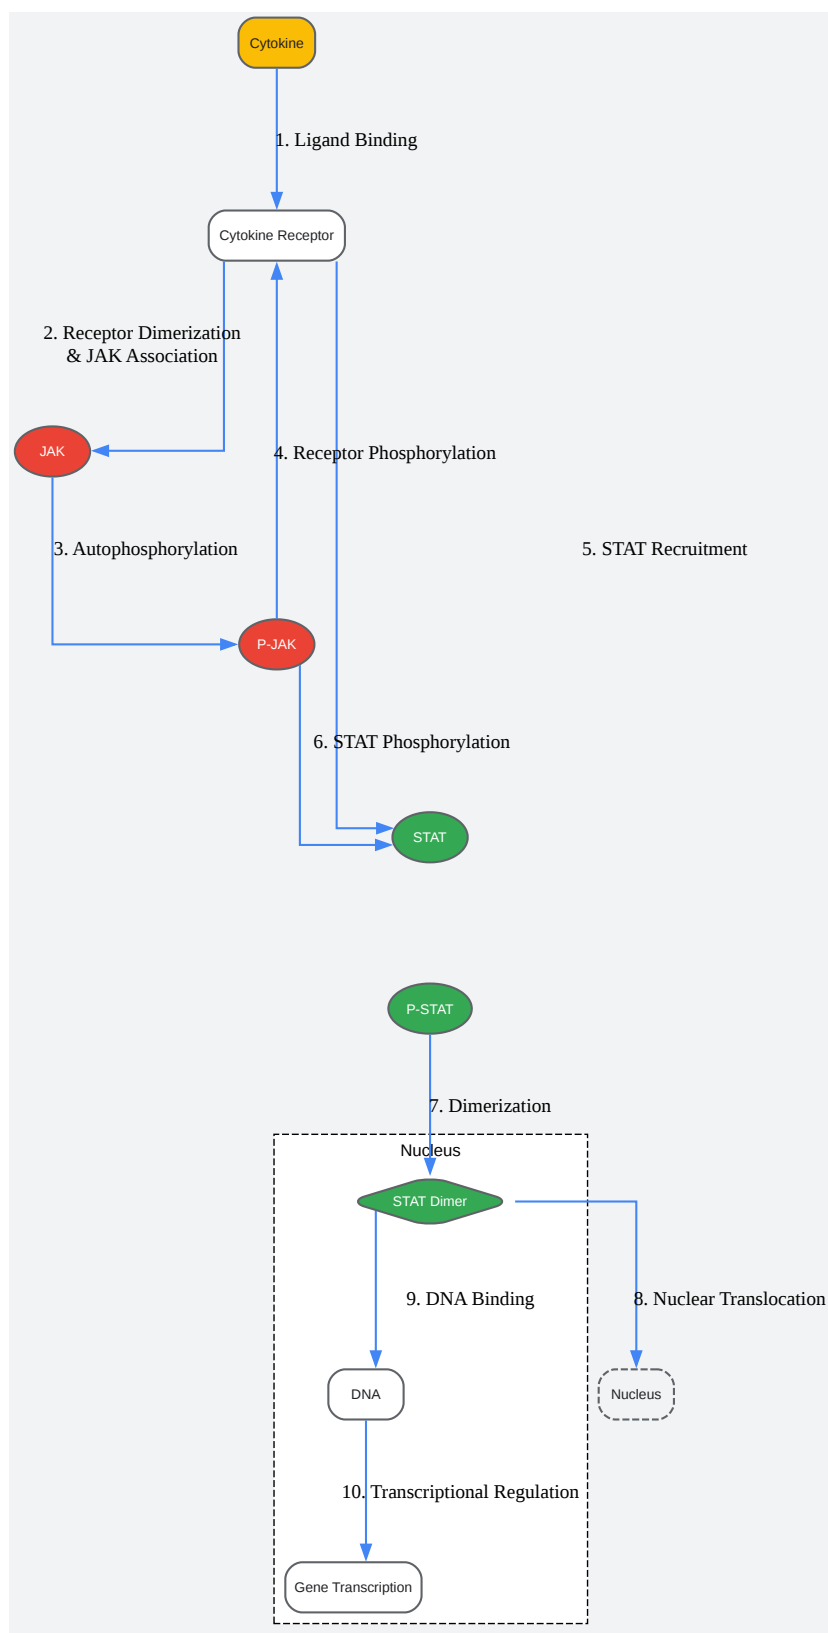 Cytokine
1. Ligand Binding
Cytokine Receptor
2. Receptor Dimerization
& JAK Association
JAK
4. Receptor Phosphorylation
3. Autophosphorylation
5. STAT Recruitment
P-JAK
6. STAT Phosphorylation
STAT
P-STAT
7. Dimerization
Nucleus
STAT Dimer
9. DNA Binding
8. Nuclear Translocation
DNA
Nucleus
10. Transcriptional Regulation
Gene Transcription